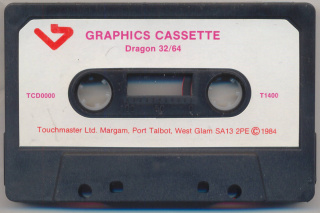 GRAPHICS CASSETTE
Dragon 32/64
TCD0000
T1400
Touchmaster Ltd. Margam, Port Talbot, West Glam SA13 2PE © 1984